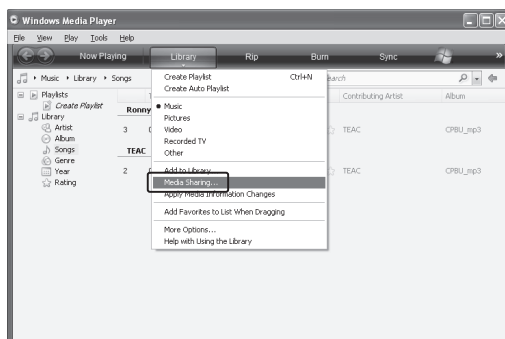 Windows Media Player
File View Play Tools Help
Now Playing Library Rip Burn Sync
Music Library Songs
Playlists
Create Playlist
Library
Artist
Album
Songs
Genre
Year
Rating
Ronny
3
TEAC
2
Create Playlist Ctrl+N
Create Auto Playlist
Music
Pictures
Video
Recorded TV
Other
Add to Library...
Media Sharing...
Apply Media Information Changes
Add Favorites to List When Dragging
More Options...
Help with Using the Library
Contributing Artist Album
TEAC CPBU_mp3
TEAC CPBU_mp3